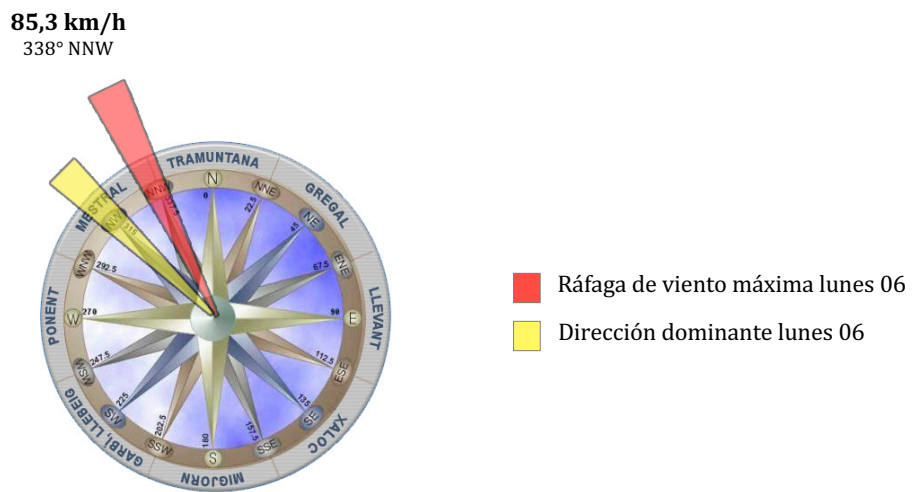 85,3 km/h
338° NNW
TRAMUNTANA
GREGAL
LLEVANT
XALOC
MIGJORN
GARBÍ, LLEBEIG
PONENT
MESTRAL
N
NNE
NE
ENE
E
ESE
SE
SSE
S
SSW
SW
WSW
W
WNW
NW
0
22.5
45
67.5
90
112.5
135
157.5
180
202.5
225
247.5
270
292.5
315
Ráfaga de viento máxima lunes 06
Dirección dominante lunes 06